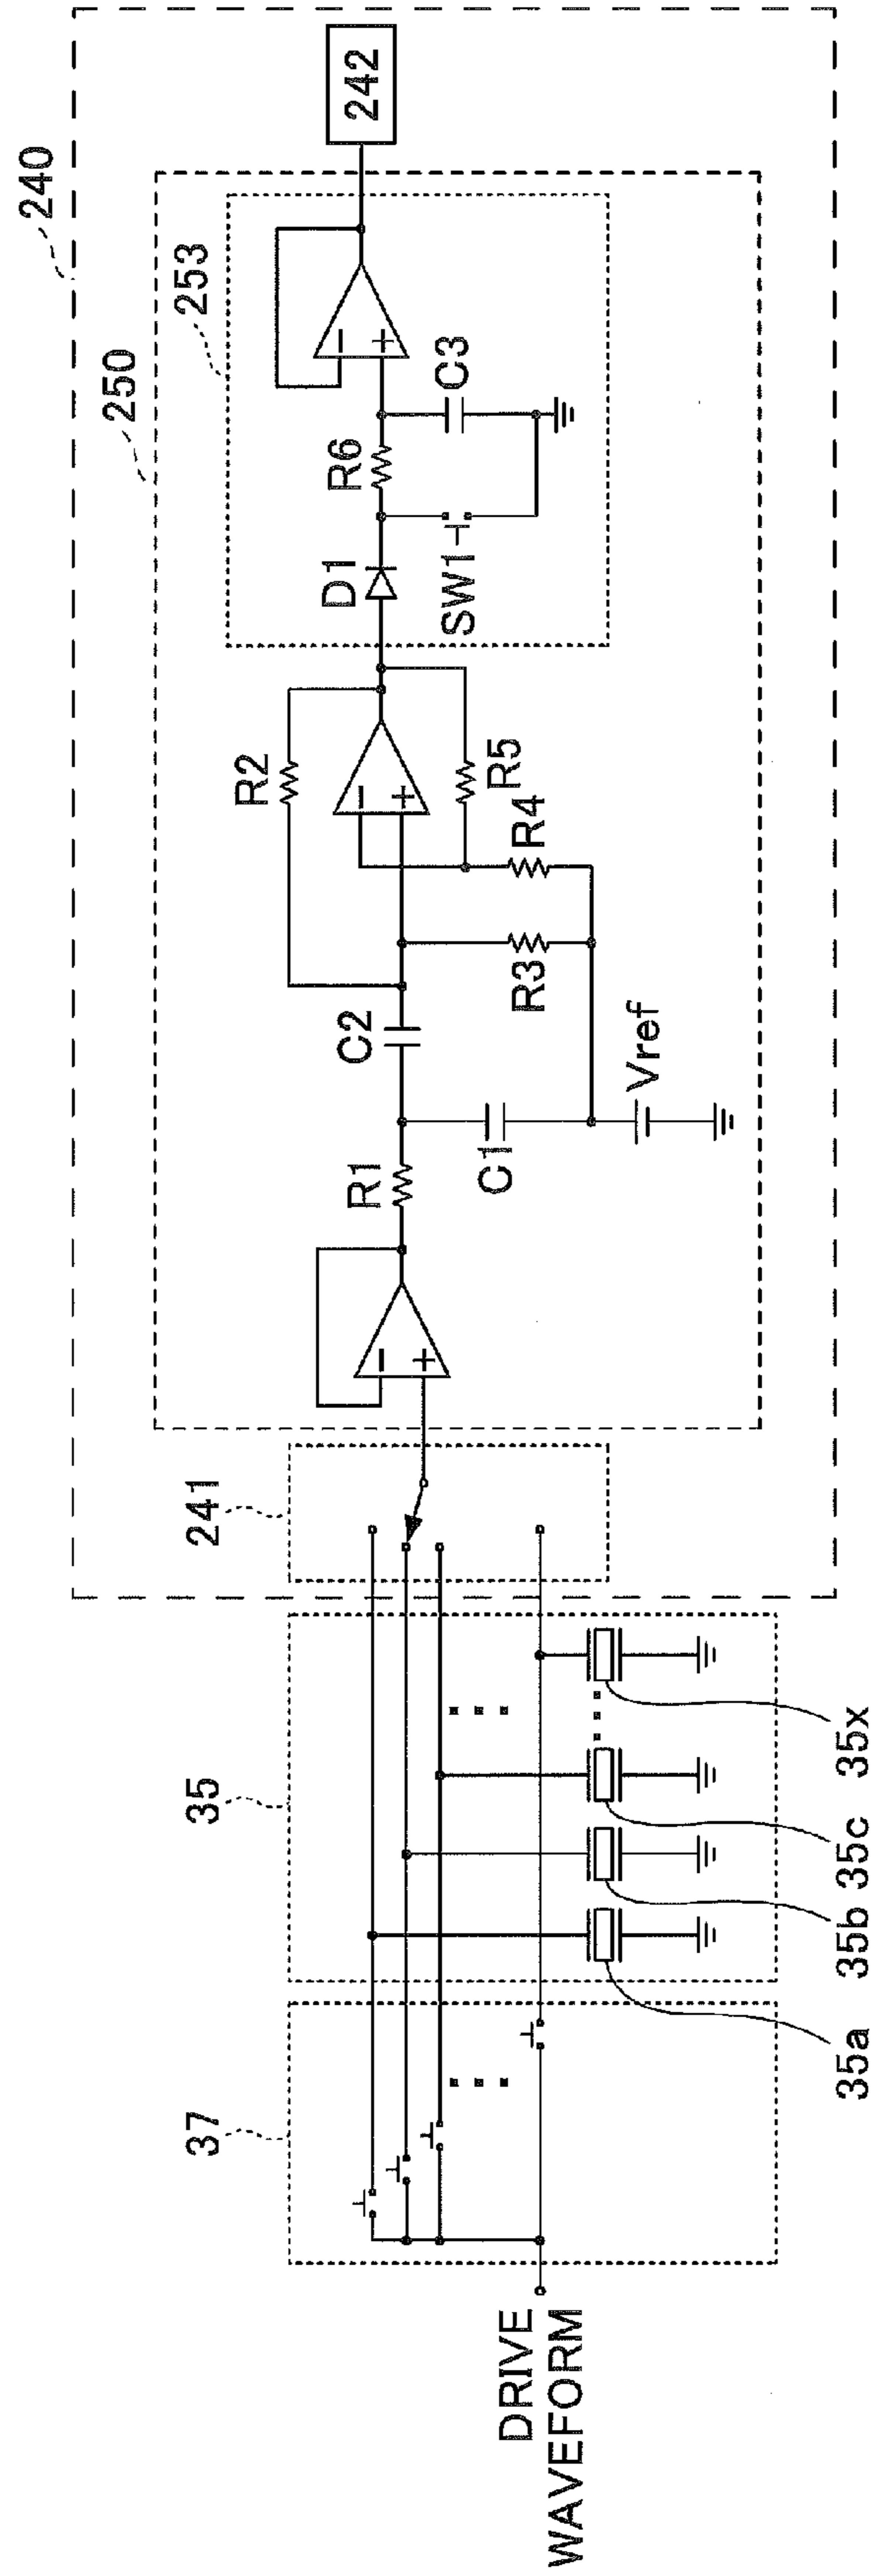 240
250
253
242
D1
R6
C3
SW1
R2
R5
R4
R3
C2
R1
C1
Vref
241
35
37
35a
35b
35c
35x
DRIVE
WAVEFORM